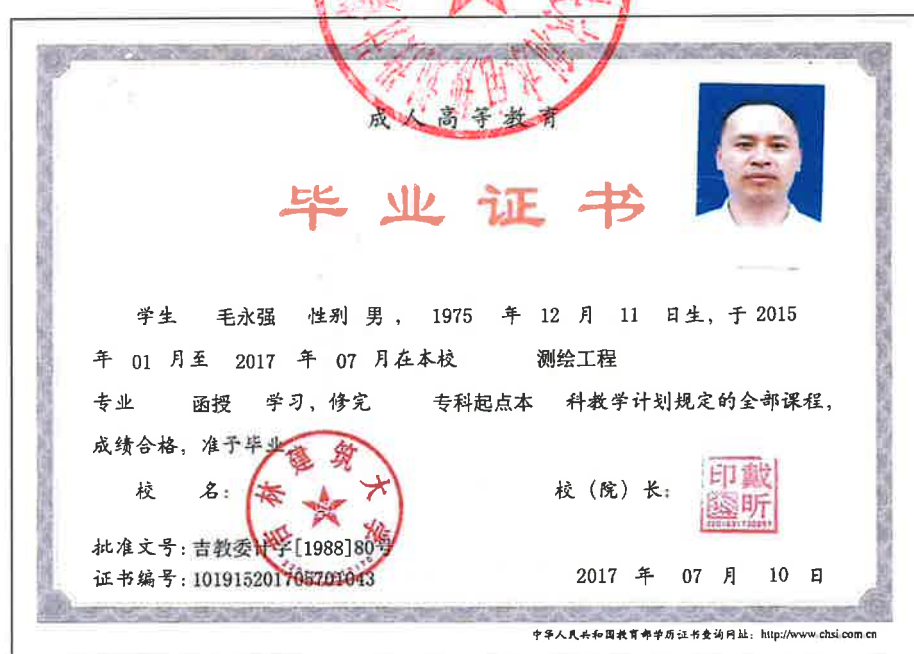 成人高等教育
毕业证书
学生 毛永强 性别 男， 1975 年 12 月 11 日生，于 2015
年 01 月至 2017 年 07 月在本校 测绘工程
专业 函授 学习，修完 专科起点本 科教学计划规定的全部课程，
成绩合格，准予毕业
校 名： 校（院）长：
吉林建筑大学
印戴
昕
批准文号：吉教委计字[1988]80号
证书编号：101915201705701043 2017 年 07 月 10 日
中华人民共和国教育部学历证书查询网址：http://www.chsi.com.cn